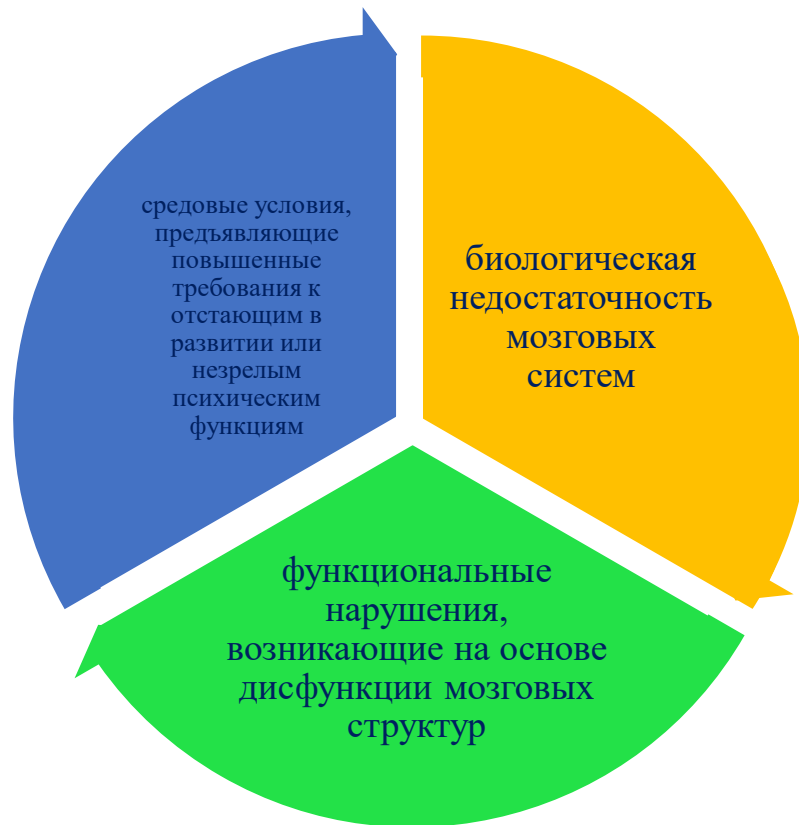 средовые условия,
предъявляющие
повышенные
требования к
отстающим в
развитии или
незрелым
психическим
функциям
биологическая
недостаточность
мозговых
систем
функциональные
нарушения,
возникающие на основе
дисфункции мозговых
структур